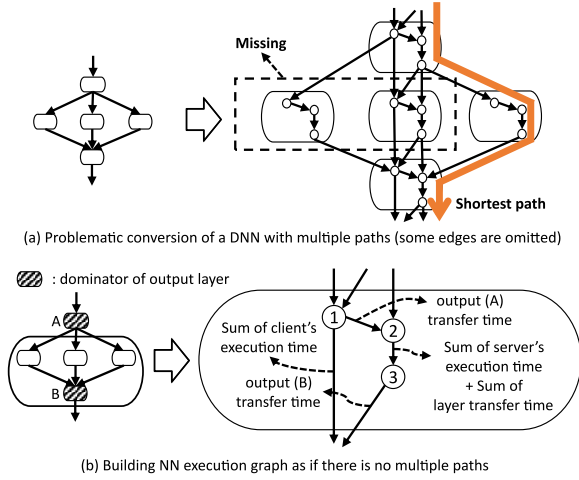 Missing
Shortest path
(a) Problematic conversion of a DNN with multiple paths (some edges are omitted)
: dominator of output layer
A
B
1
2
3
output (A)
transfer time
Sum of client's
execution time
output (B)
transfer time
Sum of server's
execution time
+ Sum of
layer transfer time
(b) Building NN execution graph as if there is no multiple paths